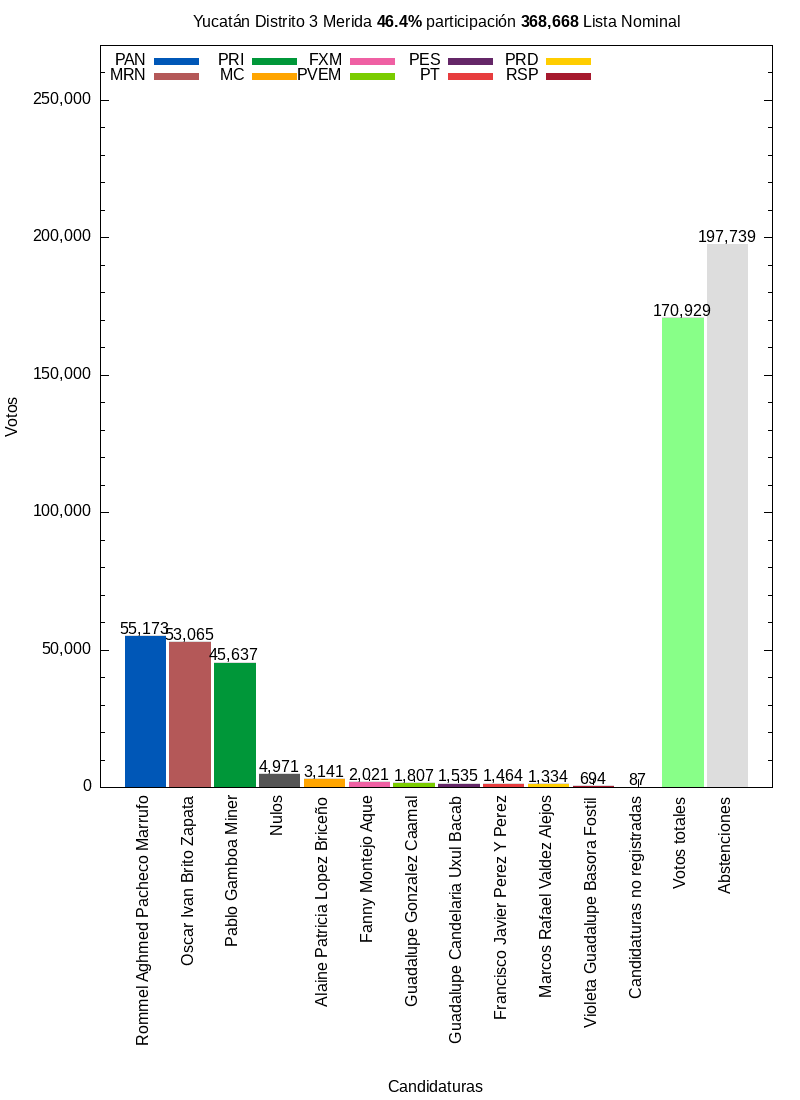 Yucatán Distrito 3 Merida 46.4% participación 368,668 Lista Nominal
PAN PRI FXM PES PRD
MRN MC PVEM PT RSP
250,000
200,000
150,000
100,000
50,000
0
Votos
55,173
53,065
45,637
4,971
3,141
2,021
1,807
1,535
1,464
1,334
694
87
170,929
197,739
Rommel Aghmed Pacheco Marrufo
Oscar Ivan Brito Zapata
Pablo Gamboa Miner
Nulos
Alaine Patricia Lopez Briceño
Fanny Montejo Aque
Guadalupe Gonzalez Caamal
Guadalupe Candelaria Uxul Bacab
Francisco Javier Perez Y Perez
Marcos Rafael Valdez Alejos
Violeta Guadalupe Basora Fostil
Candidaturas no registradas
Votos totales
Abstenciones
Candidaturas